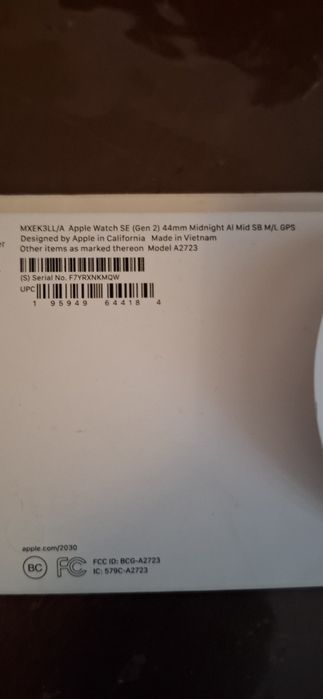 MXEK3LL/A Apple Watch SE (Gen 2) 44mm Midnight Al Mid SB M/L GPS
Designed by Apple in California Made in Vietnam
Other items as marked thereon Model A2723
(S) Serial No. F7YRXNKMQW
UPC
1 95949 64418 4
apple.com/2030
BC FC FCC ID: BCG-A2723
IC: 579C-A2723